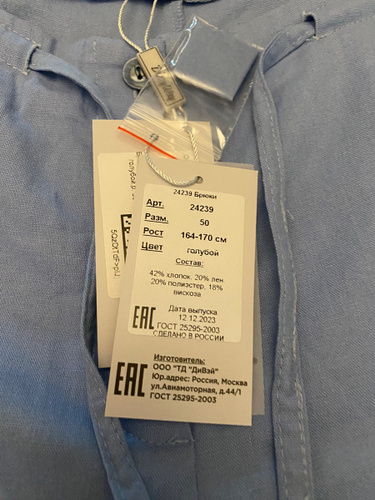 24239 Брюки
Арт. 24239
Разм. 50
Рост 164-170 см
Цвет голубой
Состав:
42% хлопок, 20% лен,
20% полиэстер, 18%
вискоза
Дата выпуска
12.12.2023
ЕАС ГОСТ 25295-2003
СДЕЛАНО В РОССИИ
Изготовитель:
ООО "ТД "ДиВэй"
Юр.адрес: Россия, Москва
ул.Авиамоторная, д.44/1
ЕАС ГОСТ 25295-2003